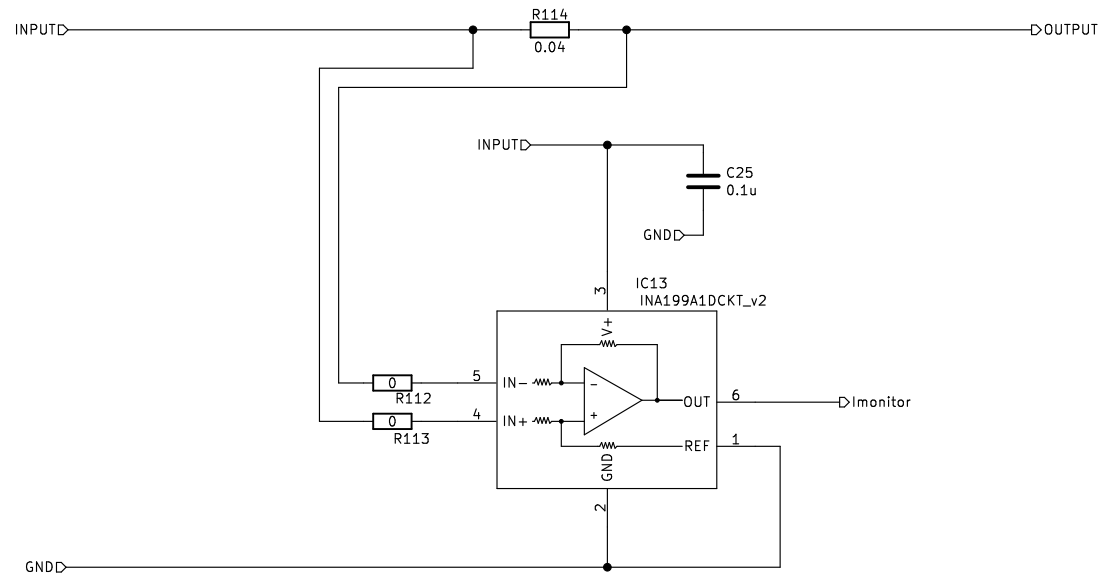 R114
INPUT
OUTPUT
0.04
INPUT
C25
0.1u
GND
IC13
INA199A1DCKT_v2
3
V+
5
IN-
-
0
R112
OUT
6
Imonitor
4
IN+
+
0
R113
REF
1
GND
2
GND